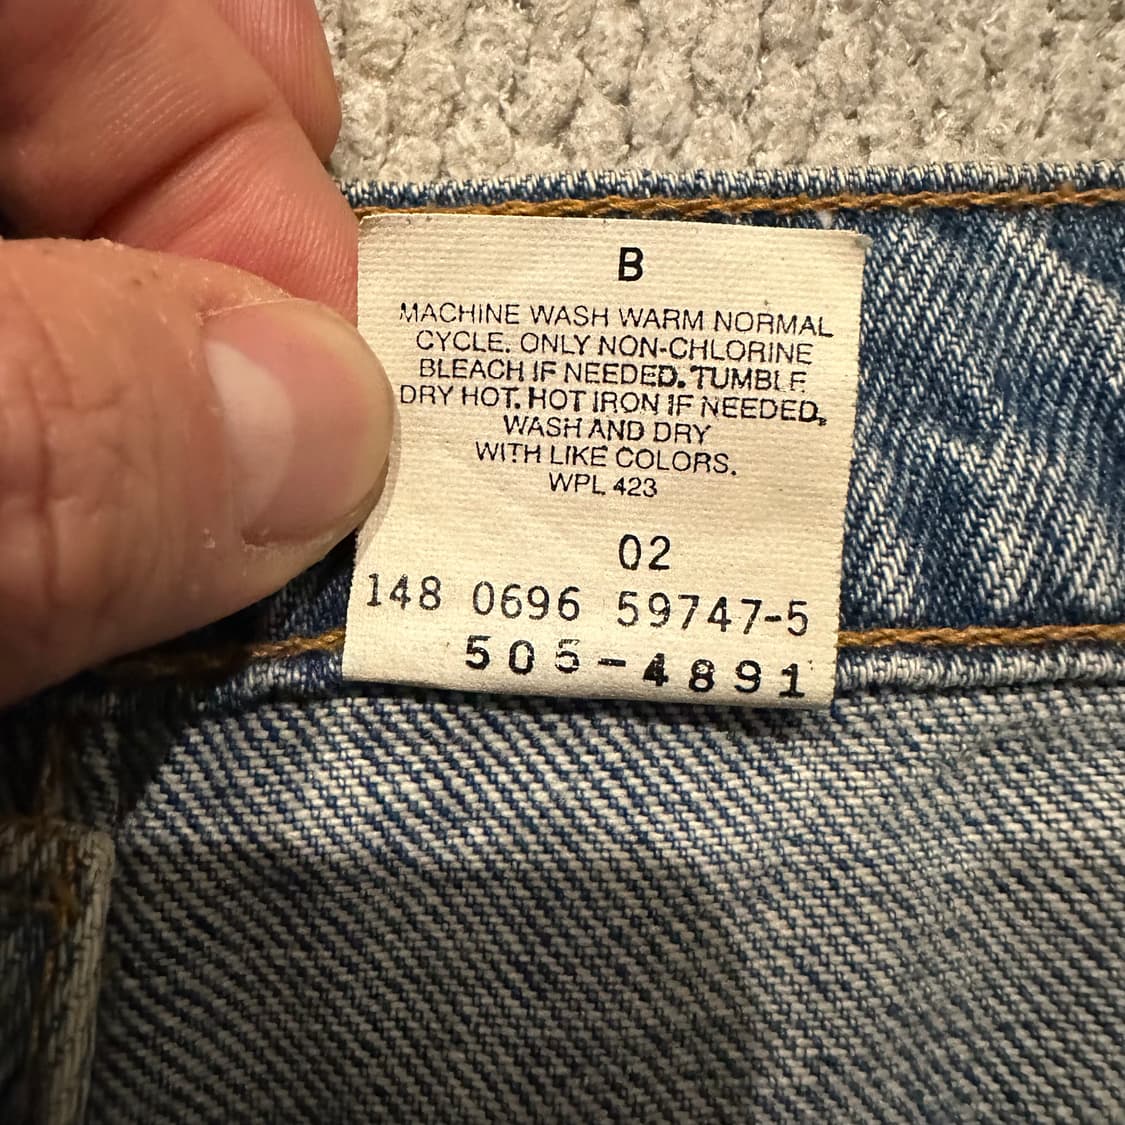 B
MACHINE WASH WARM NORMAL
CYCLE. ONLY NON-CHLORINE
BLEACH IF NEEDED. TUMBLE
DRY HOT. HOT IRON IF NEEDED.
WASH AND DRY
WITH LIKE COLORS.
WPL 423
02
148 0696 59747-5
505-4891